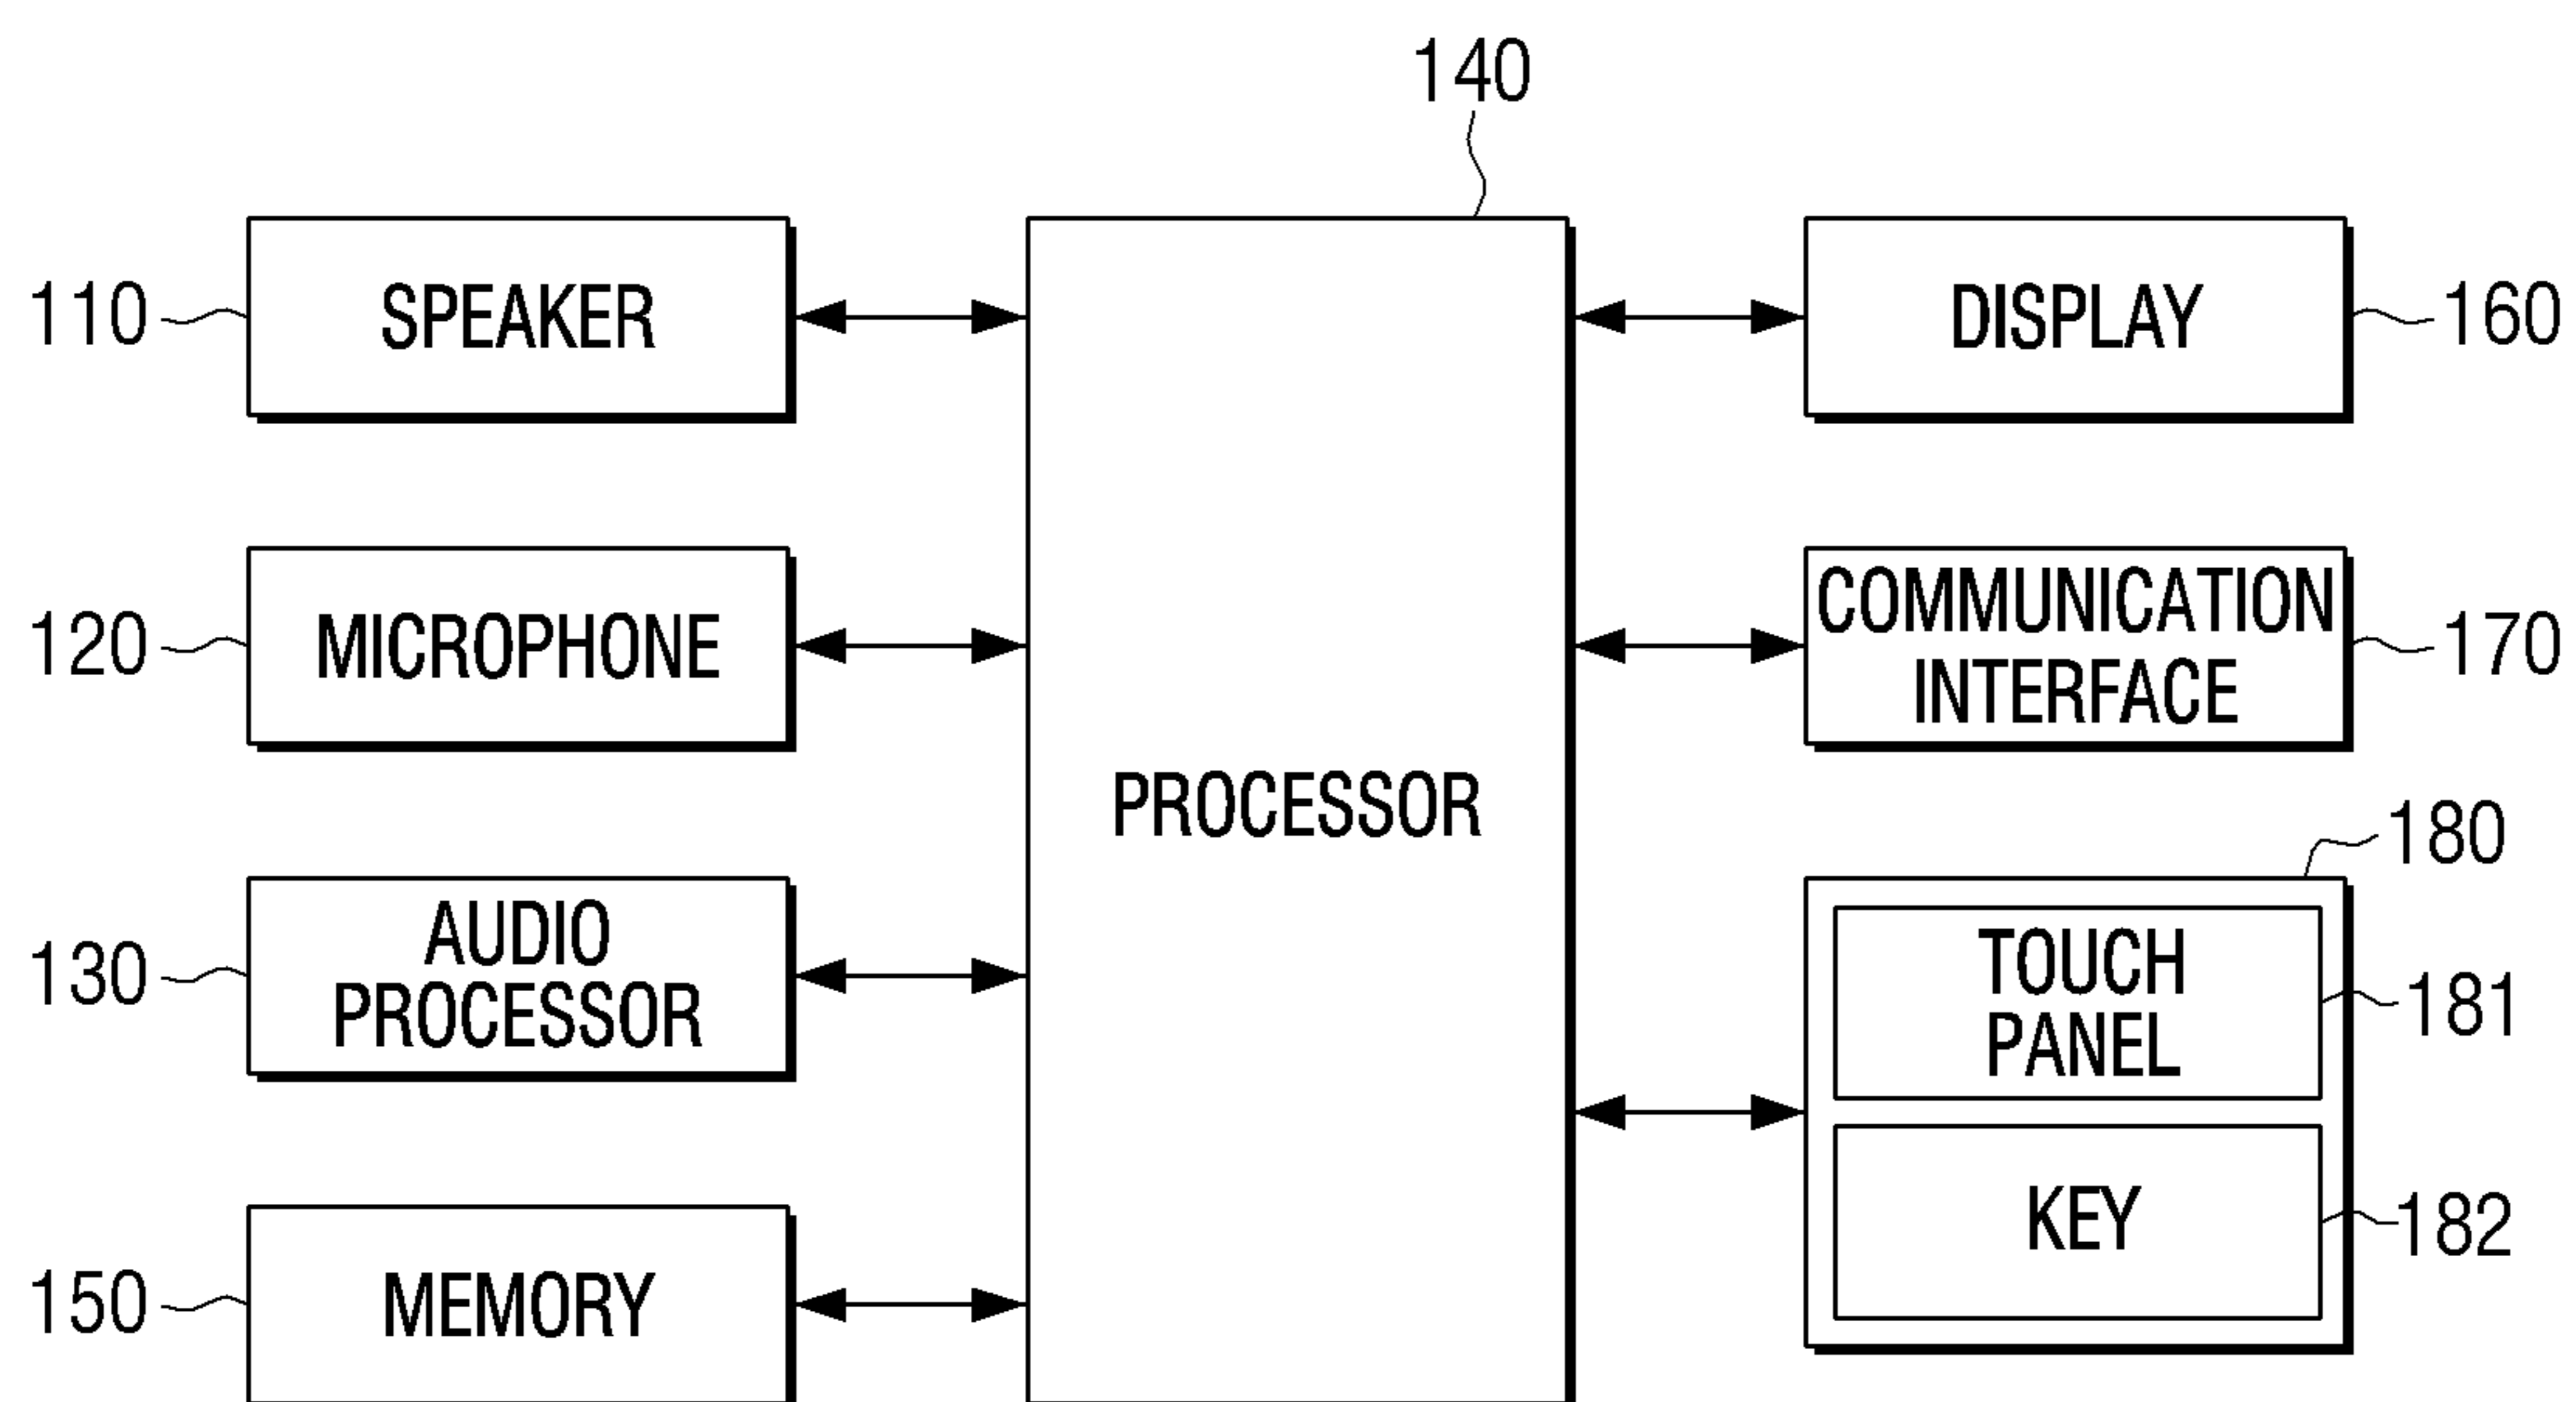 140
110
SPEAKER
DISPLAY
160
120
MICROPHONE
COMMUNICATION
INTERFACE
170
PROCESSOR
180
130
AUDIO
PROCESSOR
TOUCH
PANEL
181
KEY
182
150
MEMORY